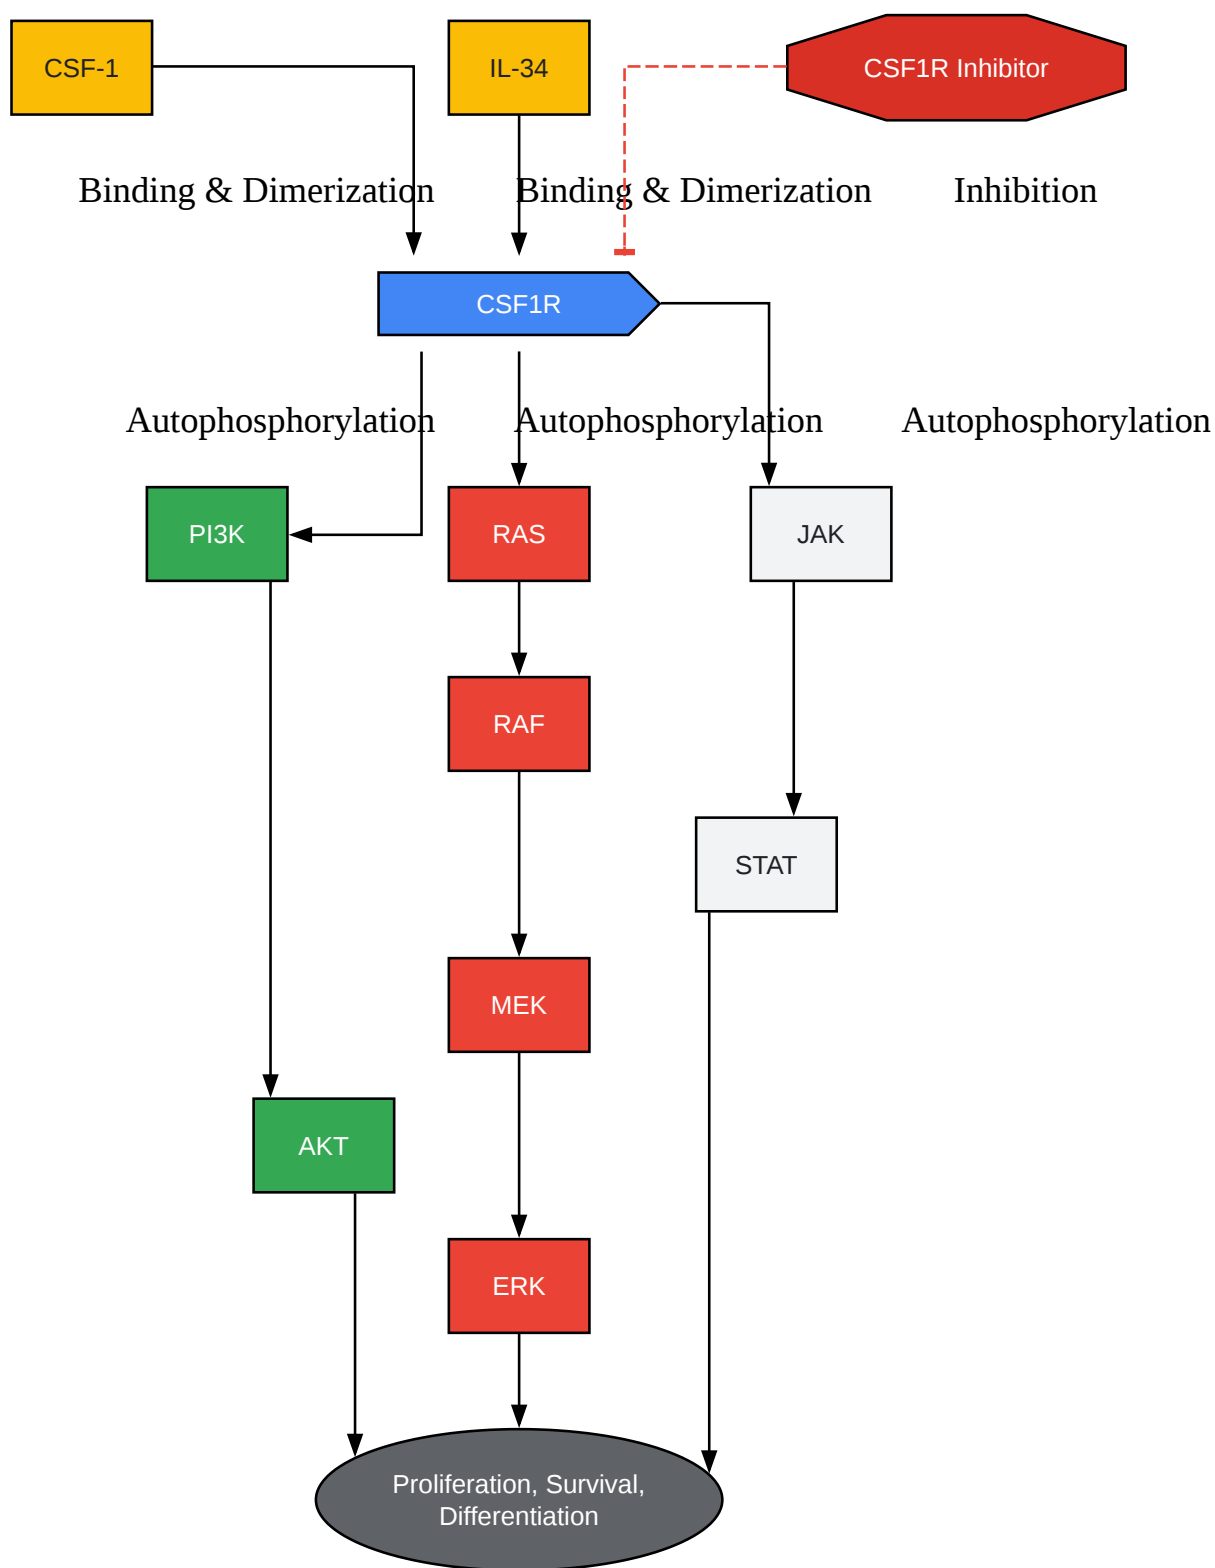 CSF-1
IL-34
CSF1R Inhibitor
Binding & Dimerization
Binding & Dimerization
Inhibition
CSF1R
Autophosphorylation
Autophosphorylation
Autophosphorylation
PI3K
RAS
JAK
RAF
STAT
MEK
AKT
ERK
Proliferation, Survival,
Differentiation